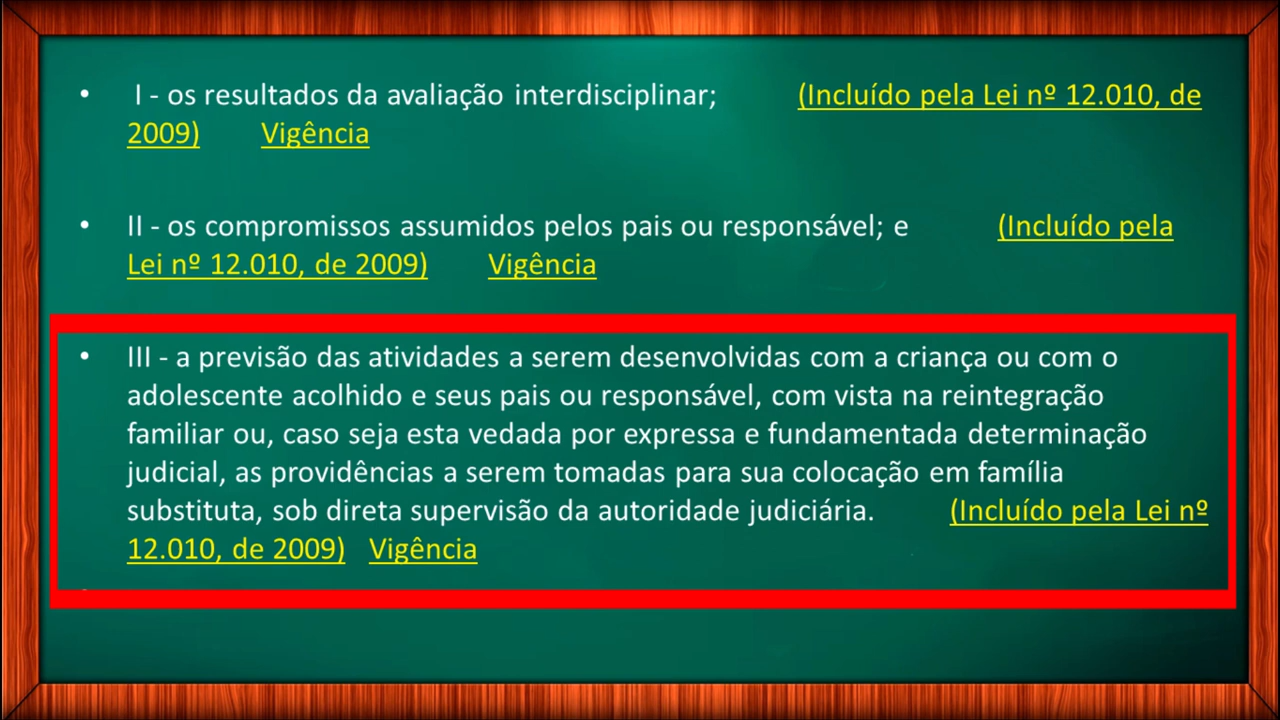 • I - os resultados da avaliação interdisciplinar; (Incluído pela Lei nº 12.010, de
2009) Vigência
• II - os compromissos assumidos pelos pais ou responsável; e (Incluído pela
Lei nº 12.010, de 2009) Vigência
• III - a previsão das atividades a serem desenvolvidas com a criança ou com o
adolescente acolhido e seus pais ou responsável, com vista na reintegração
familiar ou, caso seja esta vedada por expressa e fundamentada determinação
judicial, as providências a serem tomadas para sua colocação em família
substituta, sob direta supervisão da autoridade judiciária. (Incluído pela Lei nº
12.010, de 2009) Vigência